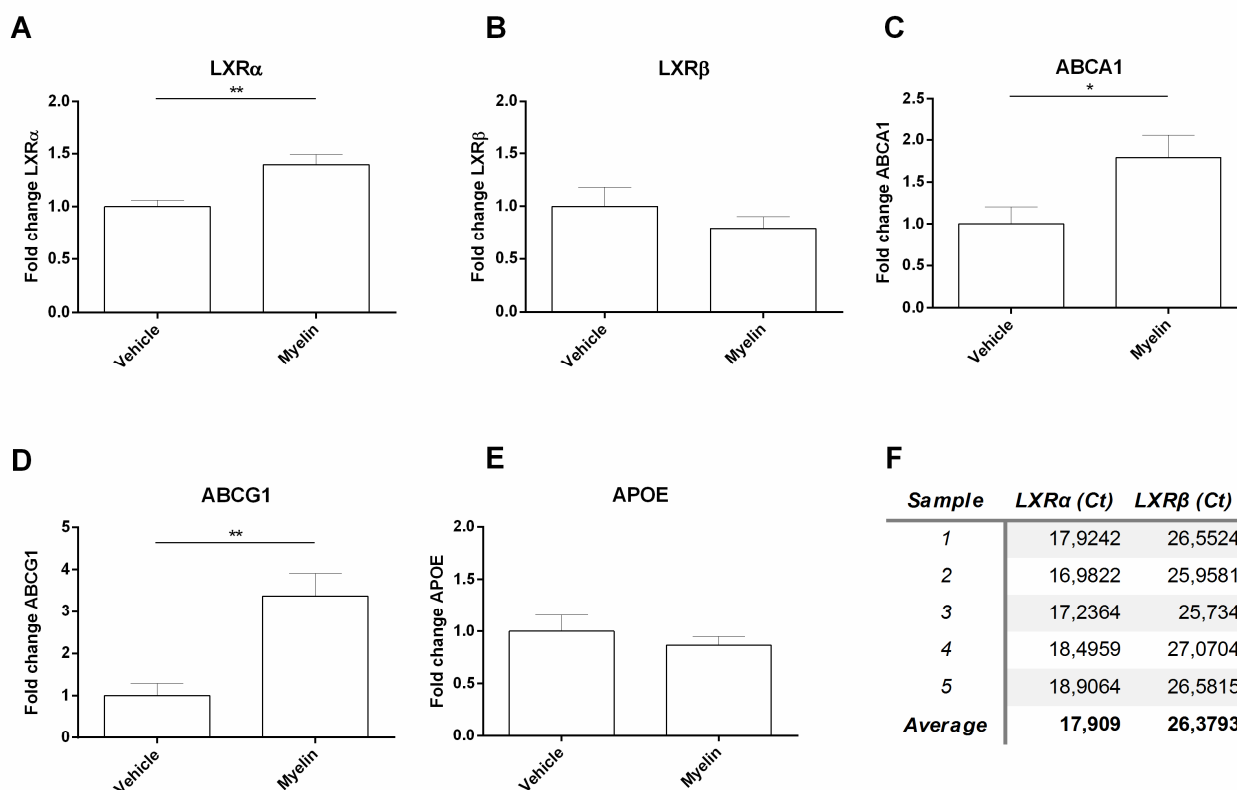 A
LXRα
Fold change LXRα
2.0
**
1.5
1.0
0.5
0.0
Vehicle
Myelin
B
LXRβ
Fold change LXRβ
2.0
1.5
1.0
0.5
0.0
Vehicle
Myelin
C
ABCA1
Fold change ABCA1
2.5
*
2.0
1.5
1.0
0.5
0.0
Vehicle
Myelin
D
ABCG1
Fold change ABCG1
5
**
4
3
2
1
0
Vehicle
Myelin
E
APOE
Fold change APOE
2.0
1.5
1.0
0.5
0.0
Vehicle
Myelin
F
Sample LXRα (Ct) LXRβ (Ct)
1 17,9242 26,5524
2 16,9822 25,9581
3 17,2364 25,734
4 18,4959 27,0704
5 18,9064 26,5815
Average 17,909 26,3793